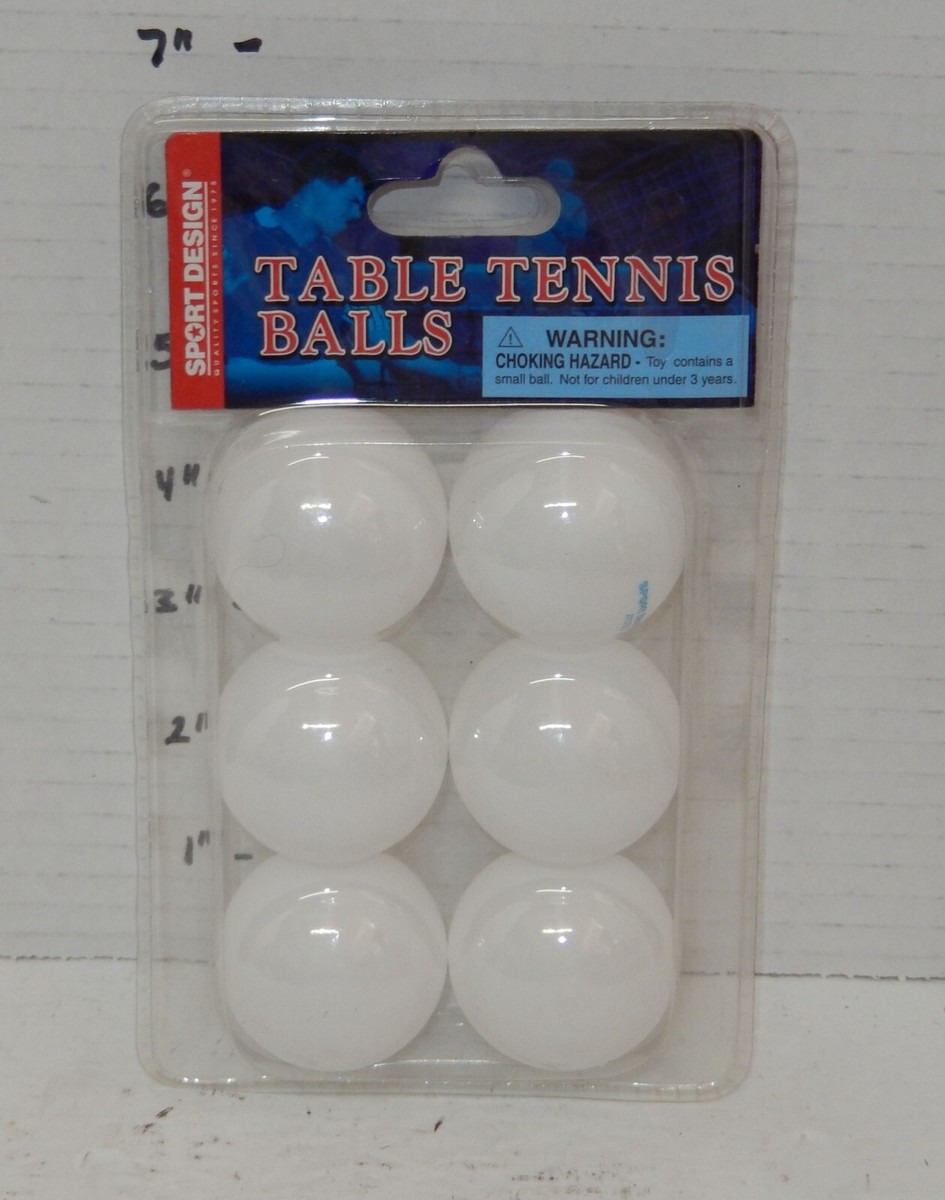 7" -
6
SPORT DESIGN®
QUALITY SPORTS SINCE 1978
TABLE TENNIS
BALLS
⚠ WARNING:
CHOKING HAZARD - Toy contains a
small ball. Not for children under 3 years.
5
4"
3"
2"
1" -